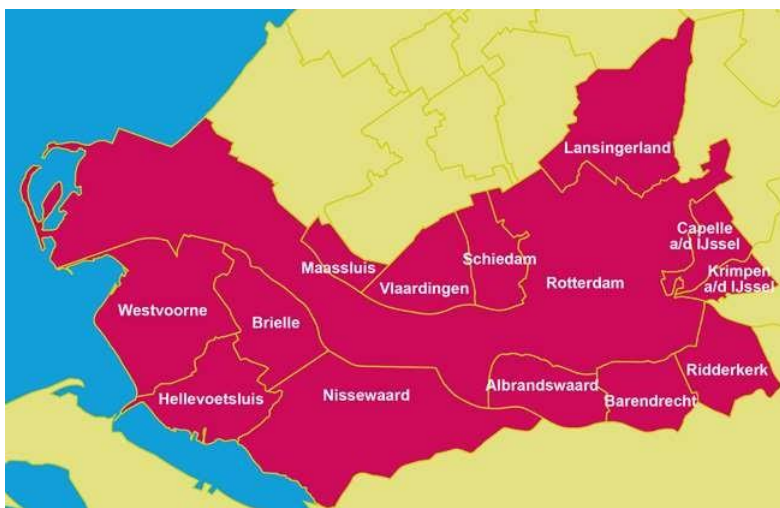 Lansingerland
Capelle
a/d IJssel
Schiedam
Maassluis
Krimpen
a/d IJssel
Vlaardingen
Rotterdam
Westvoorne
Brielle
Ridderkerk
Albrandswaard
Nissewaard
Hellevoetsluis
Barendrecht